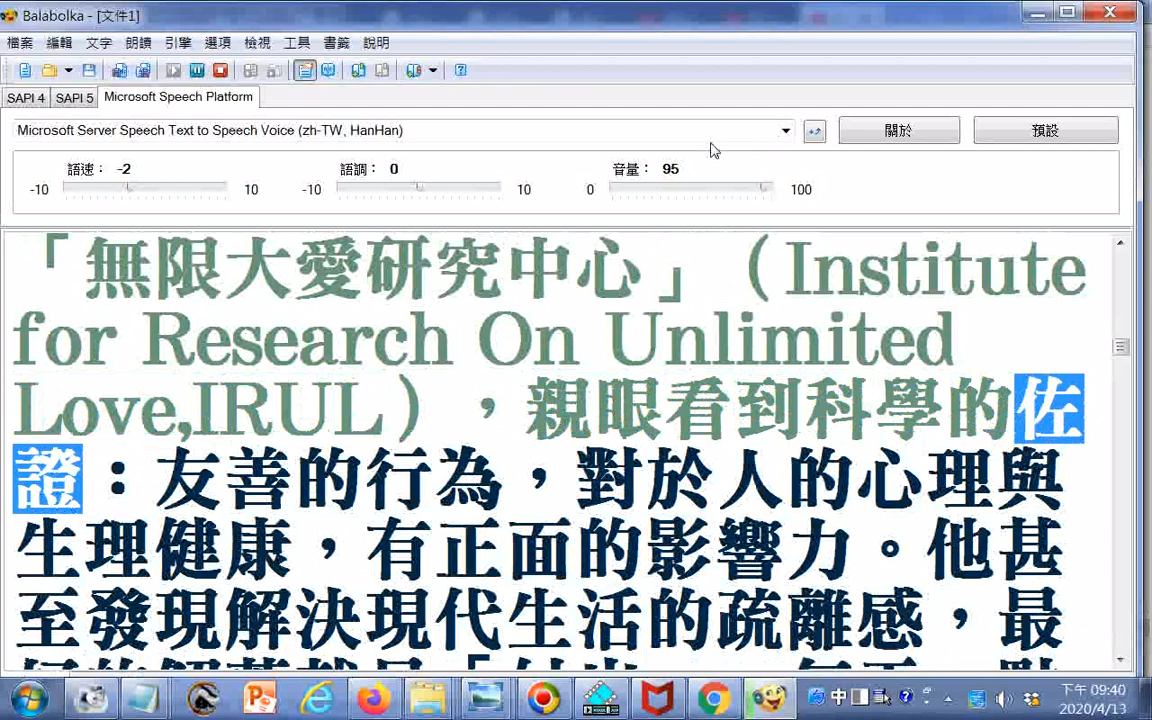 Balabolka - [文件1]
檔案 編輯 文字 朗讀 引擎 選項 檢視 工具 書籤 說明
SAPI 4 SAPI 5 Microsoft Speech Platform
Microsoft Server Speech Text to Speech Voice (zh-TW, HanHan) 關於 預設
語速： -2 語調： 0 音量： 95
-10 10 -10 10 0 100
「無限大愛研究中心」（Institute
for Research On Unlimited
Love,IRUL），親眼看到科學的佐
證：友善的行為，對於人的心理與
生理健康，有正面的影響力。他甚
至發現解決現代生活的疏離感，最
中 下午 09:40
2020/4/13